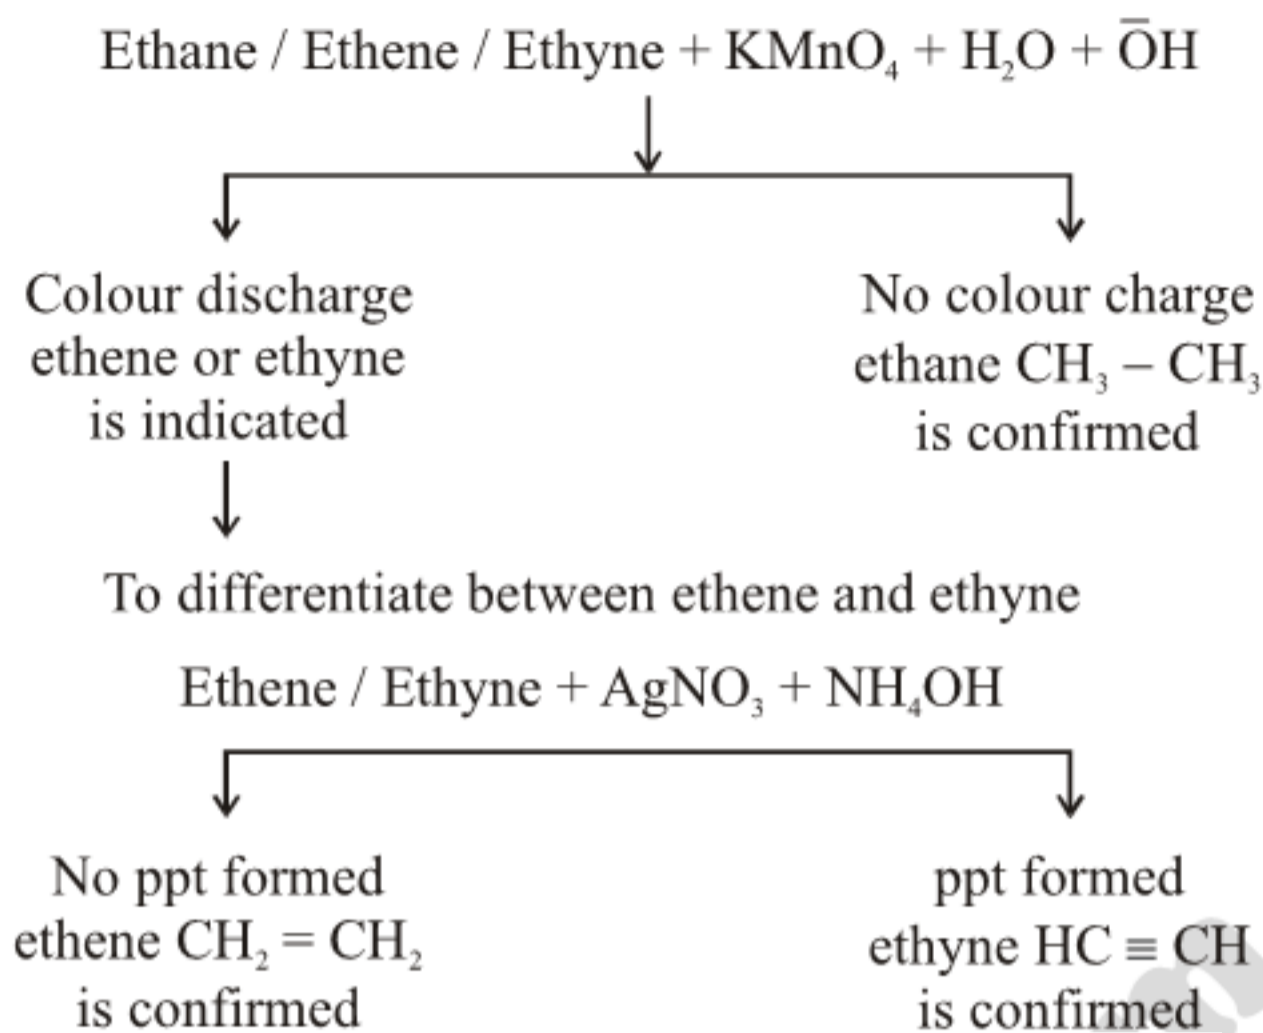 Ethane / Ethene / Ethyne + KMnO₄ + H₂O + O̅H
Colour discharge
ethene or ethyne
is indicated
No colour charge
ethane CH₃ – CH₃
is confirmed
To differentiate between ethene and ethyne
Ethene / Ethyne + AgNO₃ + NH₄OH
No ppt formed
ethene CH₂ = CH₂
is confirmed
ppt formed
ethyne HC ≡ CH
is confirmed